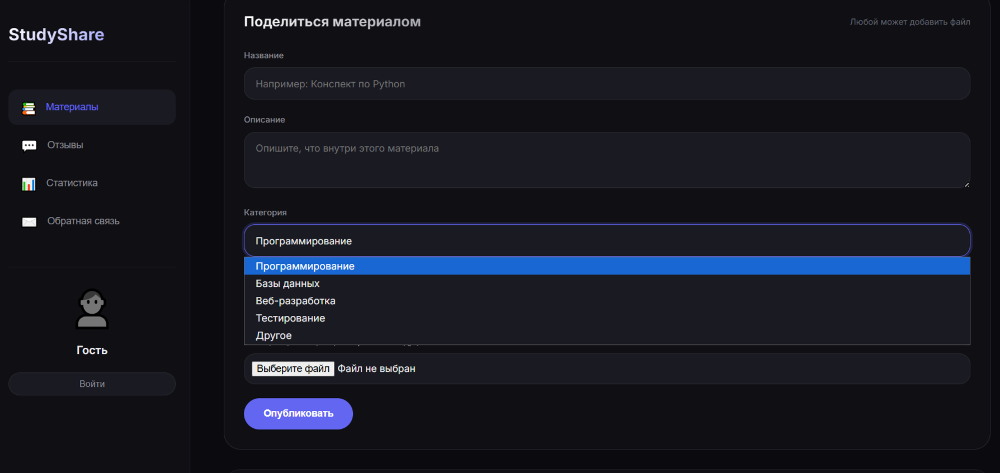 StudyShare
Материалы
Отзывы
Статистика
Обратная связь
Гость
Войти
Поделиться материалом
Любой может добавить файл
Название
Например: Конспект по Python
Описание
Опишите, что внутри этого материала
Категория
Программирование
Программирование
Базы данных
Веб-разработка
Тестирование
Другое
Выберите файл Файл не выбран
Опубликовать